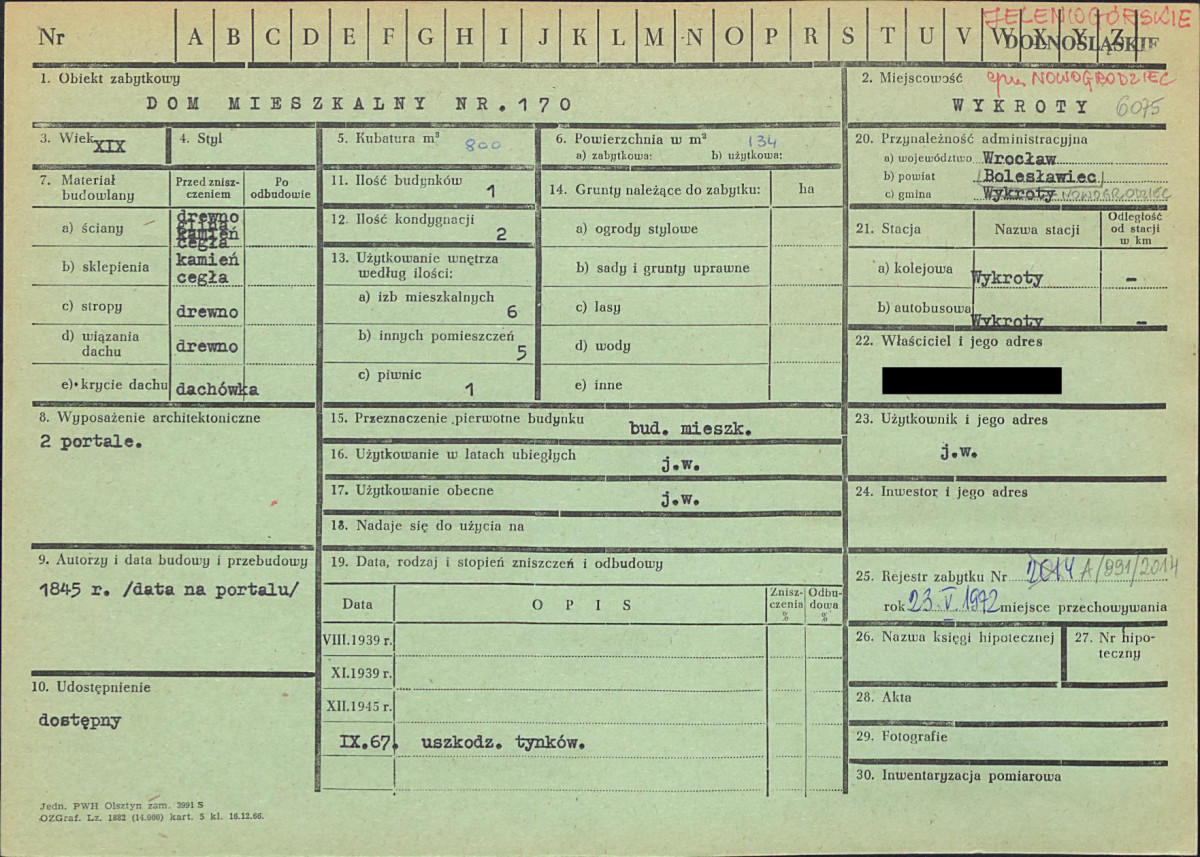 JELENIOGÓRSKIE
Nr A B C D E F G H I J K L M N O P R S T U V W X Y Z
DOLNOŚLĄSKIE
1. Obiekt zabytkowy
DOM MIESZKALNY NR.170
2. Miejscowość
gm. NOWOGRODZIEC
WYKROTY 6075
3. Wiek XIX
4. Styl
5. Kubatura m³ 800
6. Powierzchnia w m² 134
a) zabytkowa: b) użytkowa:
7. Materiał budowlany
Przed zniszczeniem
Po odbudowie
a) ściany
drewno
glina
kamień
cegła
b) sklepienia
kamień
cegła
c) stropy drewno
d) wiązania dachu drewno
e) krycie dachu dachówka
8. Wyposażenie architektoniczne
2 portale.
9. Autorzy i data budowy i przebudowy
1845 r. /data na portalu/
10. Udostępnienie
dostępny
11. Ilość budynków 1
12. Ilość kondygnacji 2
13. Użytkowanie wnętrza
według ilości:
a) izb mieszkalnych 6
b) innych pomieszczeń 5
c) piwnic 1
14. Grunty należące do zabytku: ha
a) ogrody stylowe
b) sady i grunty uprawne
c) lasy
d) wody
e) inne
15. Przeznaczenie pierwotne budynku bud. mieszk.
16. Użytkowanie w latach ubiegłych j.w.
17. Użytkowanie obecne j.w.
18. Nadaje się do użycia na
19. Data, rodzaj i stopień zniszczeń i odbudowy
Data OPIS Zniszczenia % Odbudowa %
VIII.1939 r.
XI.1939 r.
XII.1945 r.
IX.67. uszkodz. tynków.
20. Przynależność administracyjna
a) województwo Wrocław
b) powiat Bolesławiec
c) gmina Wykroty NOWOGRODZIEC
21. Stacja
Nazwa stacji
Odległość od stacji w km
a) kolejowa Wykroty -
b) autobusowa Wykroty -
22. Właściciel i jego adres
23. Użytkownik i jego adres
j.w.
24. Inwestor i jego adres
25. Rejestr zabytku Nr 2014 A/891/2014
rok 23.V.1972 miejsce przechowywania
26. Nazwa księgi hipotecznej
27. Nr hipoteczny
28. Akta
29. Fotografie
30. Inwentaryzacja pomiarowa
Jedn. PWH Olsztyn zam. 3991 S
OZGraf. Lz. 1882 (14.000) kart. 5 kl. 16.12.66.